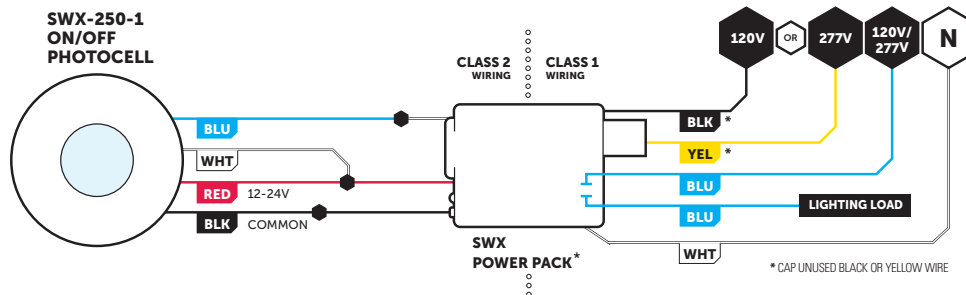 SWX-250-1
ON/OFF
PHOTOCELL
CLASS 2
WIRING
CLASS 1
WIRING
120V
OR
277V
120V/
277V
N
BLU
WHT
RED 12-24V
BLK COMMON
BLK *
YEL *
BLU
BLU
LIGHTING LOAD
WHT
SWX
POWER PACK*
* CAP UNUSED BLACK OR YELLOW WIRE